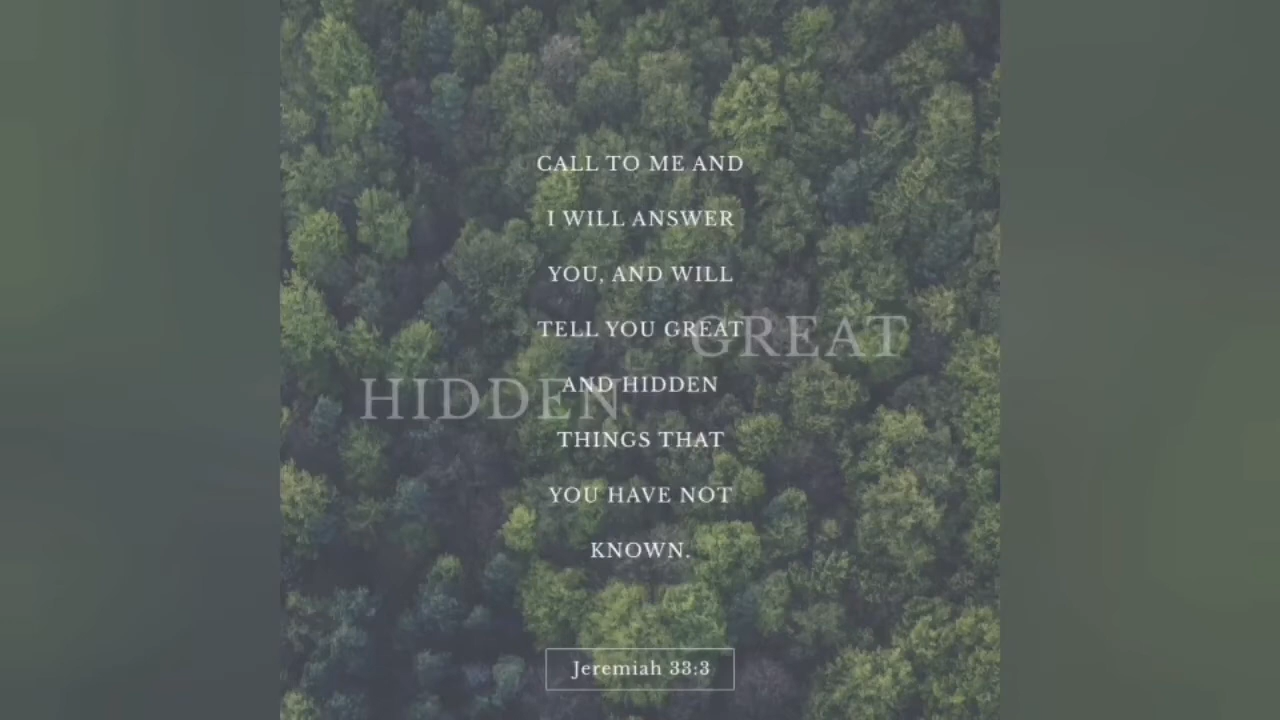 CALL TO ME AND
I WILL ANSWER
YOU, AND WILL
TELL YOU GREAT
GREAT
AND HIDDEN
HIDDEN
THINGS THAT
YOU HAVE NOT
KNOWN.
Jeremiah 33:3